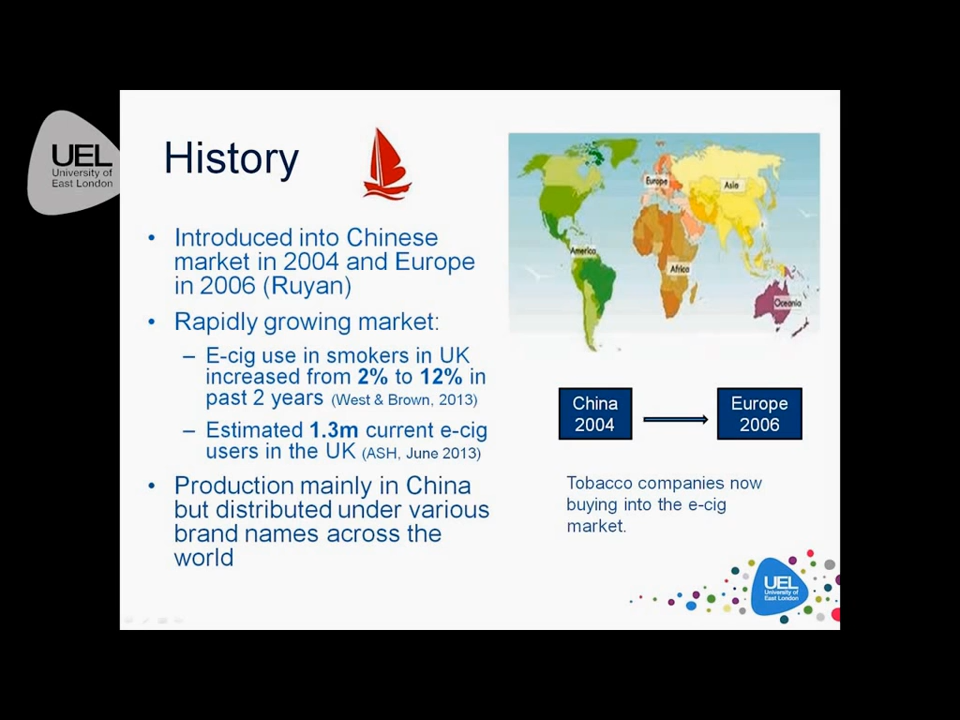 UEL
University of
East London
History
• Introduced into Chinese
market in 2004 and Europe
in 2006 (Ruyan)
• Rapidly growing market:
– E-cig use in smokers in UK
increased from 2% to 12% in
past 2 years (West & Brown, 2013)
– Estimated 1.3m current e-cig
users in the UK (ASH, June 2013)
• Production mainly in China
but distributed under various
brand names across the
world
Europe
Asia
America
Africa
Oceania
China
2004
Europe
2006
Tobacco companies now
buying into the e-cig
market.
UEL
University of
East London